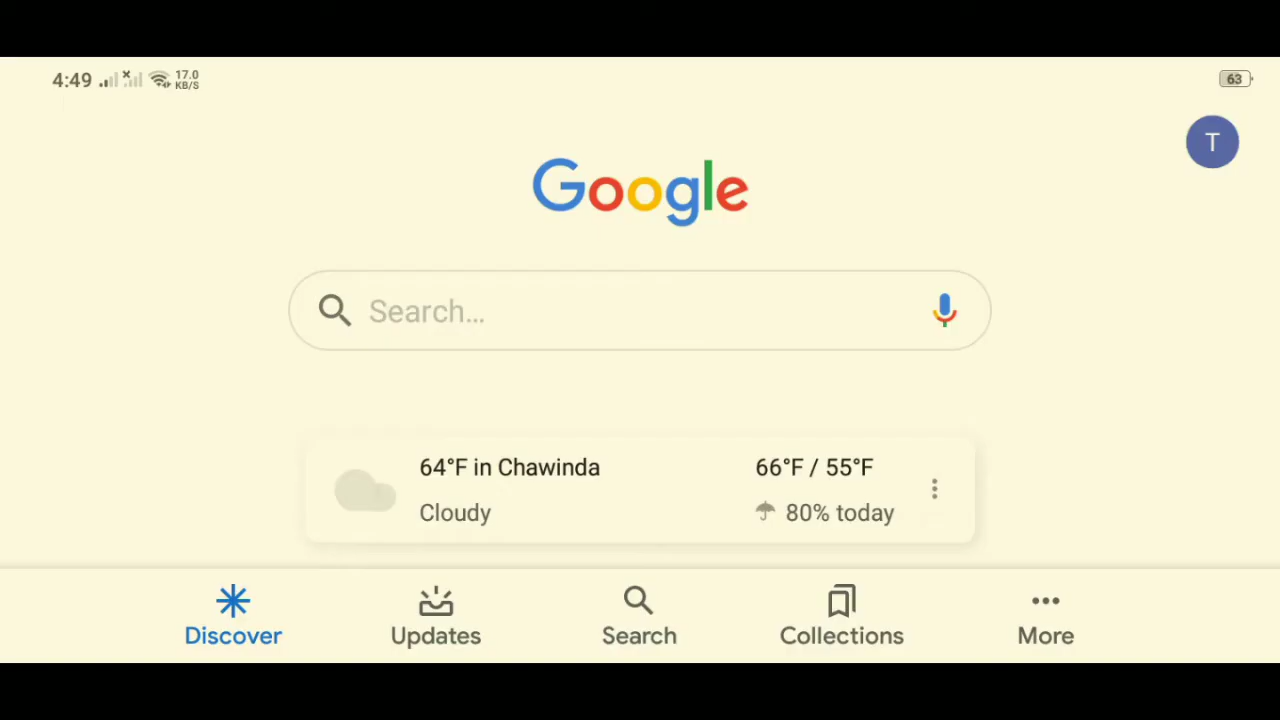 4:49 17.0 KB/S 63
T
Google
Search...
64°F in Chawinda 66°F / 55°F
Cloudy 80% today
Discover Updates Search Collections More